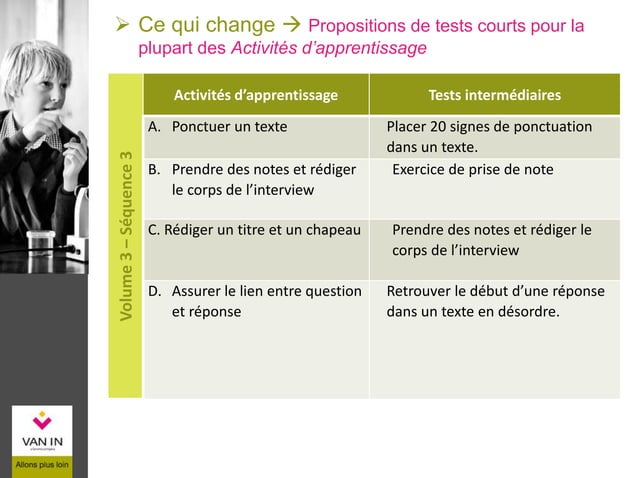 ➢ Ce qui change → Propositions de tests courts pour la
plupart des Activités d'apprentissage
Volume 3 – Séquence 3
Activités d'apprentissage
Tests intermédiaires
A. Ponctuer un texte
Placer 20 signes de ponctuation
dans un texte.
B. Prendre des notes et rédiger
le corps de l'interview
Exercice de prise de note
C. Rédiger un titre et un chapeau
Prendre des notes et rédiger le
corps de l'interview
D. Assurer le lien entre question
et réponse
Retrouver le début d'une réponse
dans un texte en désordre.
VAN IN
Allons plus loin